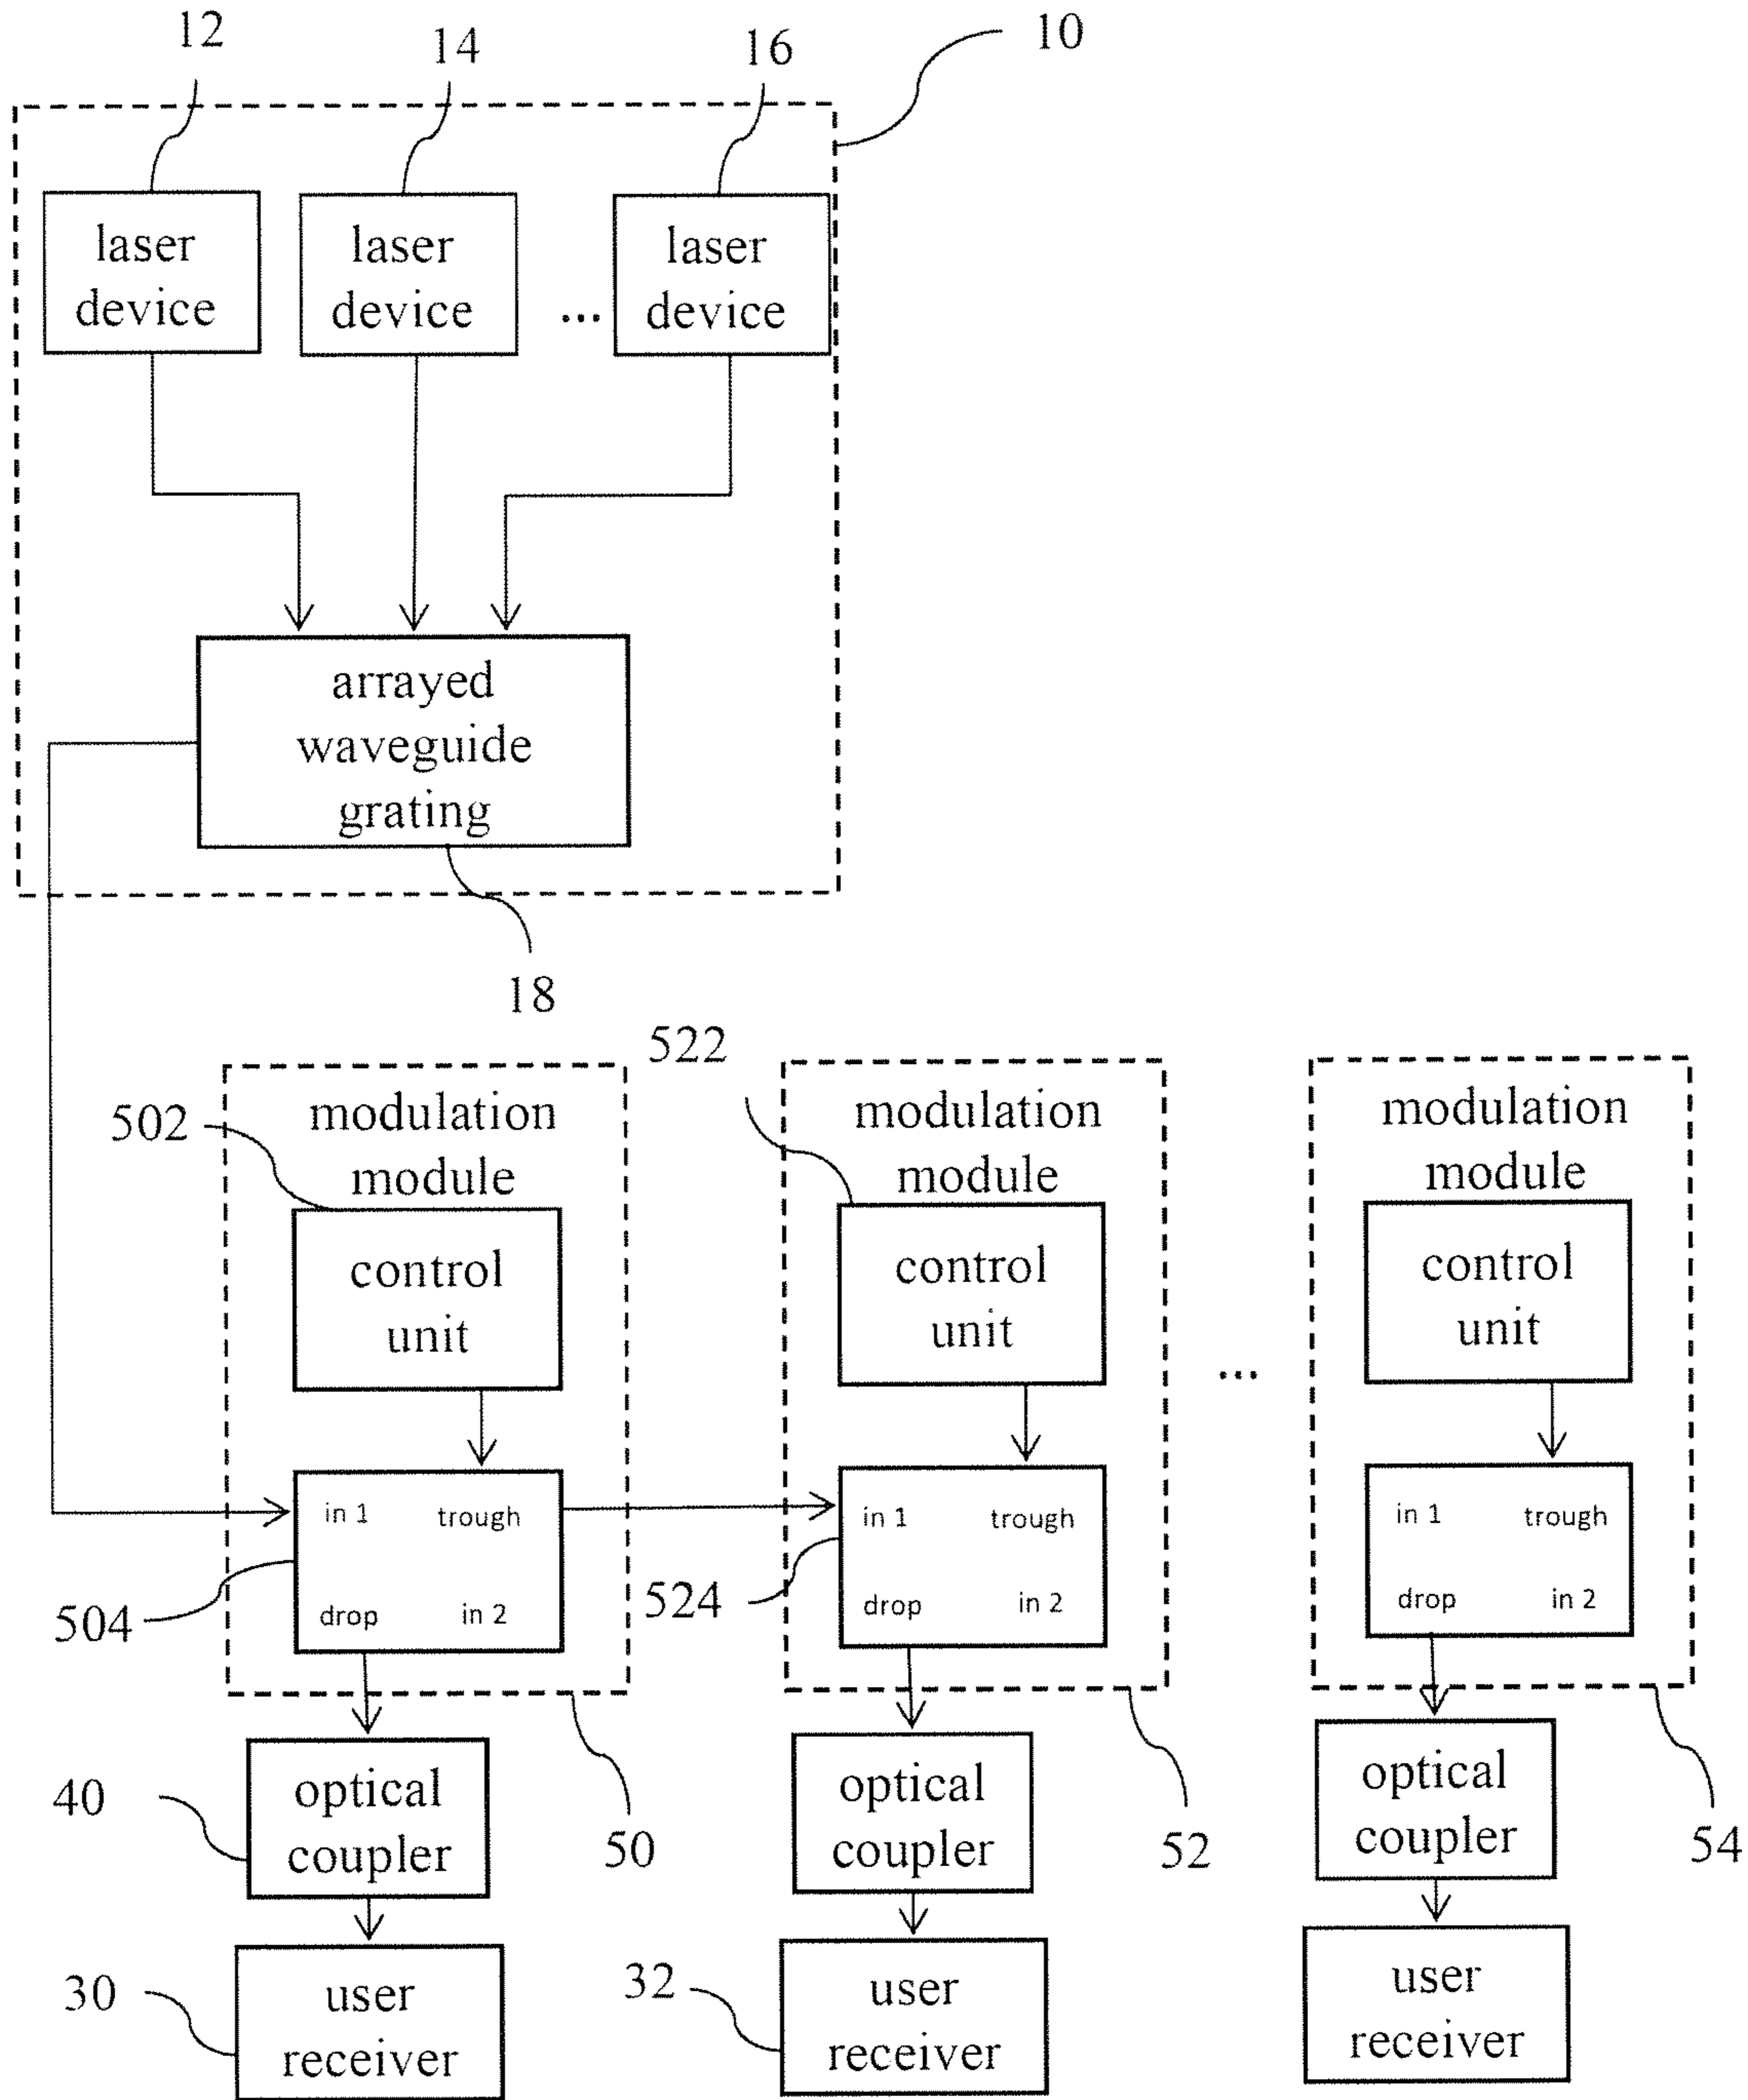 12
14
16
10
laser
device
laser
device
...
laser
device
arrayed
waveguide
grating
18
522
502
modulation
module
control
unit
in 1 trough
drop in 2
504
modulation
module
control
unit
in 1 trough
drop in 2
524
...
modulation
module
control
unit
in 1 trough
drop in 2
40
optical
coupler
50
optical
coupler
52
optical
coupler
54
30
user
receiver
32
user
receiver
user
receiver